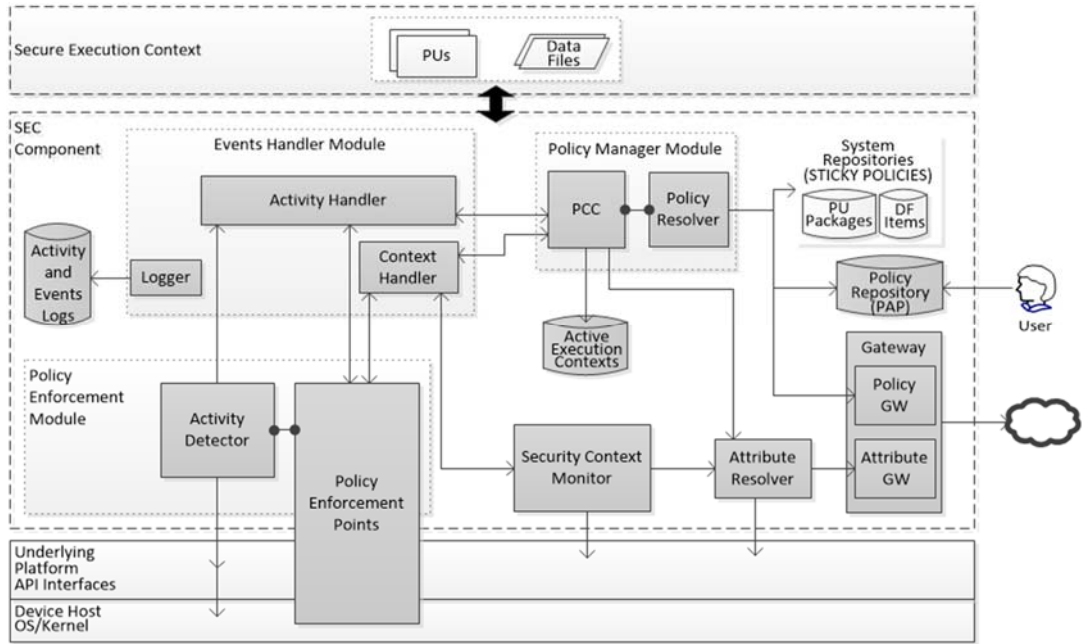 Secure Execution Context
PUs
Data
Files
SEC
Component
Events Handler Module
Activity Handler
Context
Handler
Logger
Activity
and
Events
Logs
Policy Manager Module
PCC
Policy
Resolver
System
Repositories
(STICKY POLICIES)
PU
Packages
DF
Items
Policy
Repository
(PAP)
User
Active
Execution
Contexts
Gateway
Policy
GW
Attribute
GW
Policy
Enforcement
Module
Activity
Detector
Policy
Enforcement
Points
Security Context
Monitor
Attribute
Resolver
Underlying
Platform
API Interfaces
Device Host
OS/Kernel